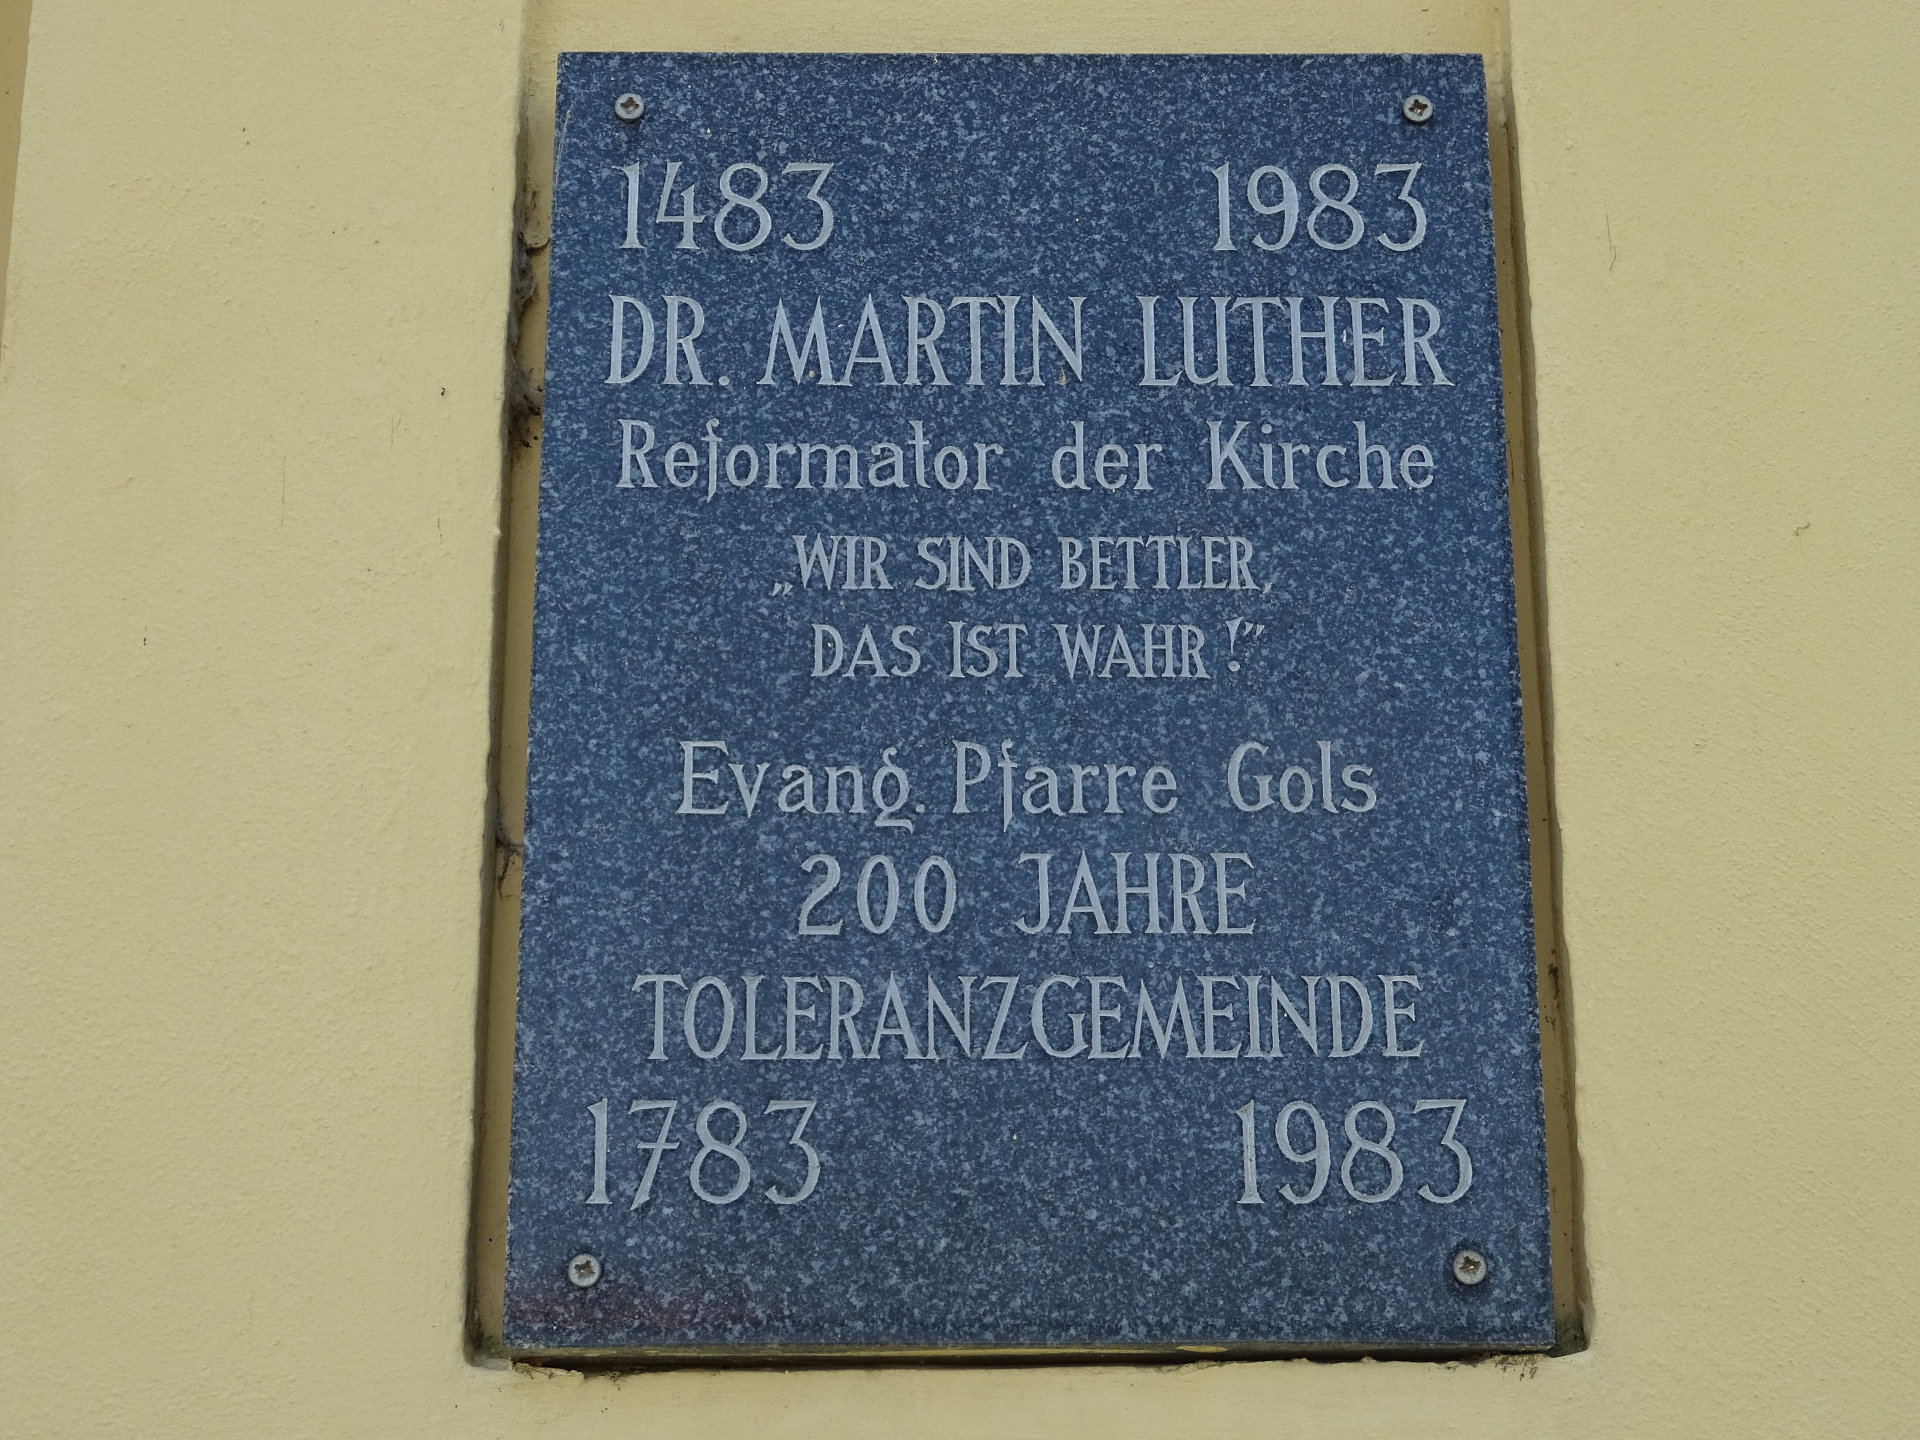 1483 1983
DR. MARTIN LUTHER
Reformator der Kirche
„WIR SIND BETTLER,
DAS IST WAHR!”
Evang. Pfarre Gols
200 JAHRE
TOLERANZGEMEINDE
1783 1983